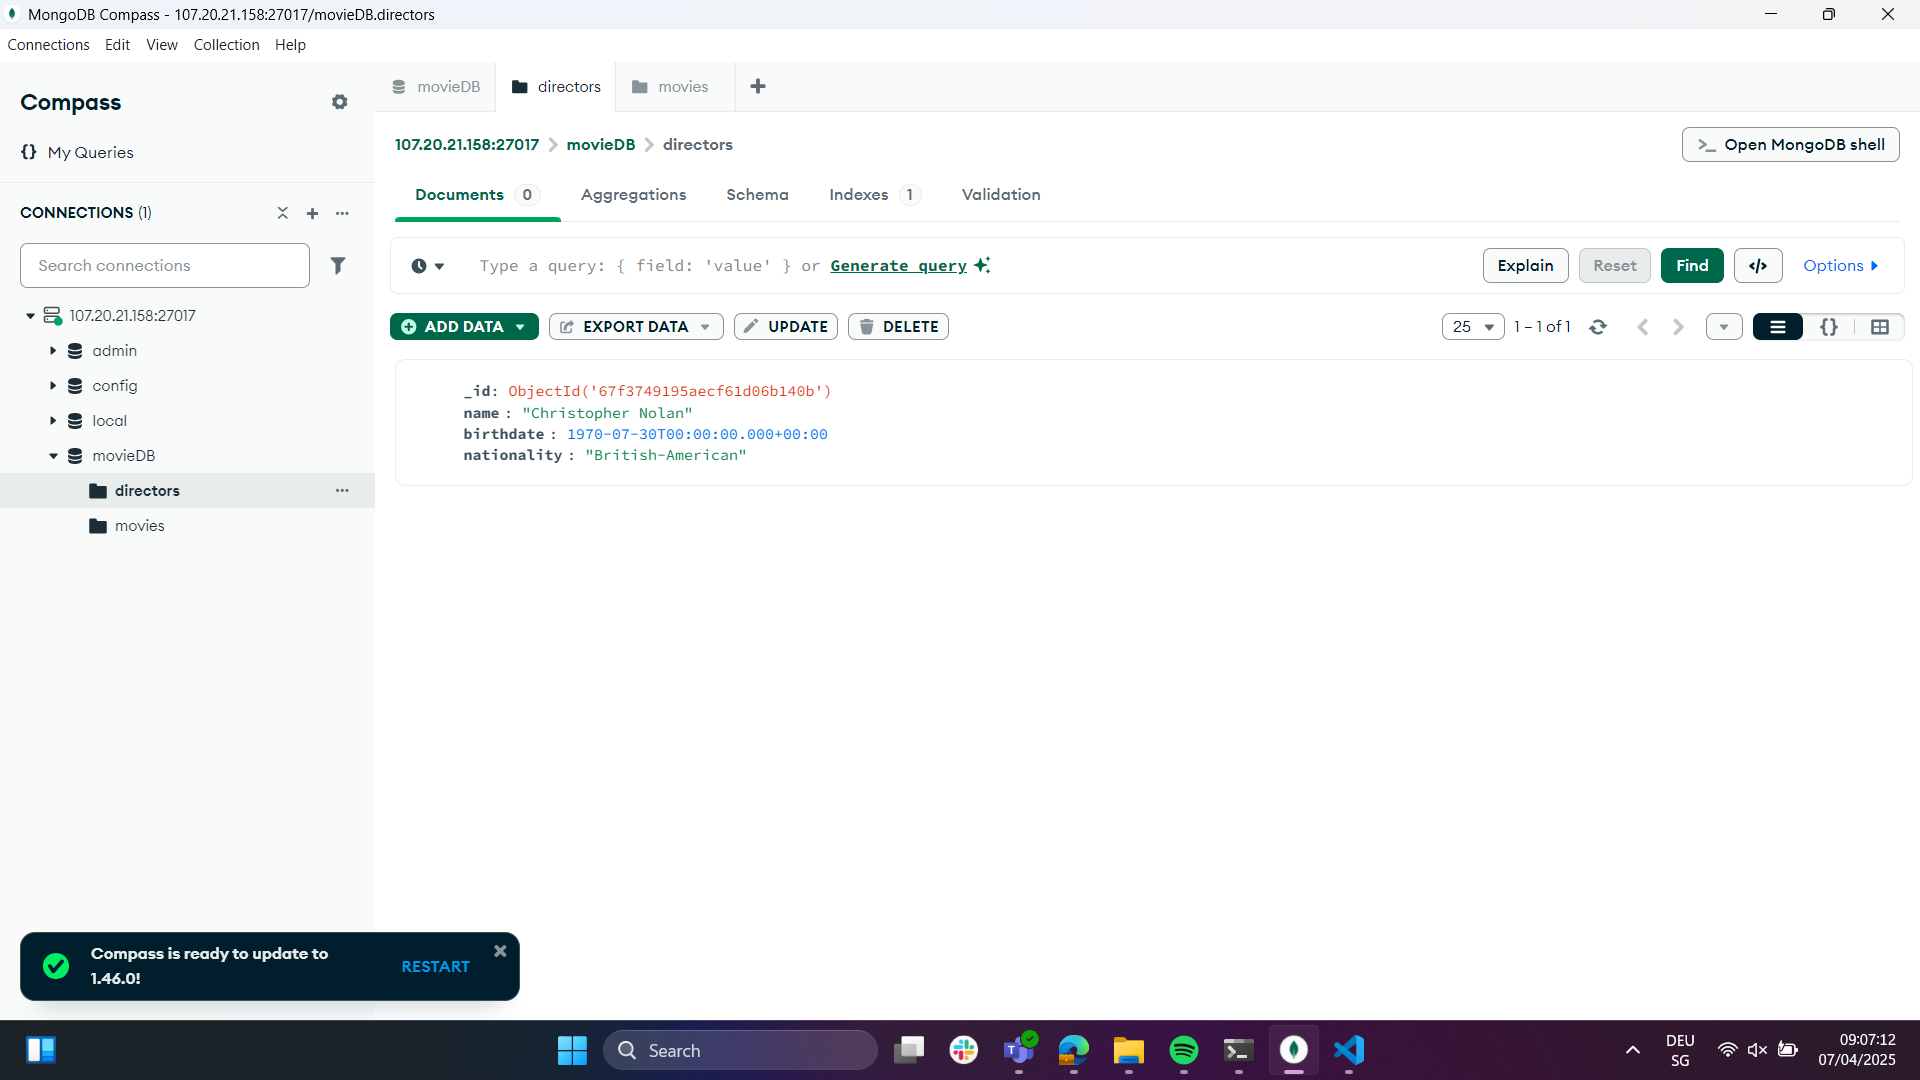 MongoDB Compass - 107.20.21.158:27017/movieDB.directors
Connections Edit View Collection Help
Compass
{} My Queries
CONNECTIONS (1)
Search connections
107.20.21.158:27017
admin
config
local
movieDB
directors
movies
movieDB directors movies
107.20.21.158:27017 movieDB directors
Open MongoDB shell
Documents 0 Aggregations Schema Indexes 1 Validation
Type a query: { field: 'value' } or Generate query
Explain Reset Find </> Options
ADD DATA EXPORT DATA UPDATE DELETE
25 1 – 1 of 1 {}
_id: ObjectId('67f3749195aecf61d06b140b')
name : "Christopher Nolan"
birthdate : 1970-07-30T00:00:00.000+00:00
nationality : "British-American"
Compass is ready to update to
1.46.0!
RESTART
Search
DEU
SG
09:07:12
07/04/2025